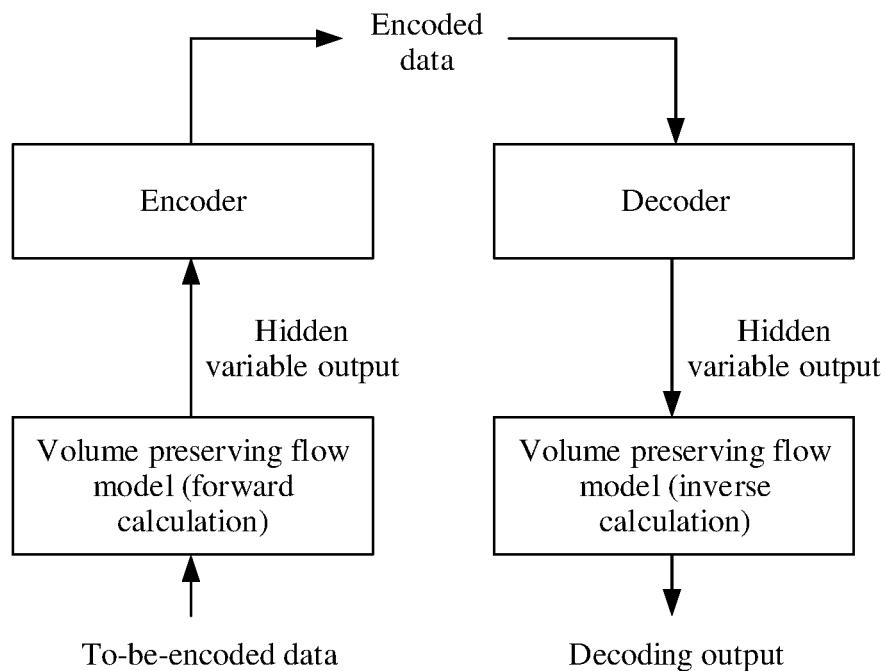 Encoded
data
Encoder
Decoder
Hidden
variable output
Hidden
variable output
Volume preserving flow
model (forward
calculation)
Volume preserving flow
model (inverse
calculation)
To-be-encoded data
Decoding output